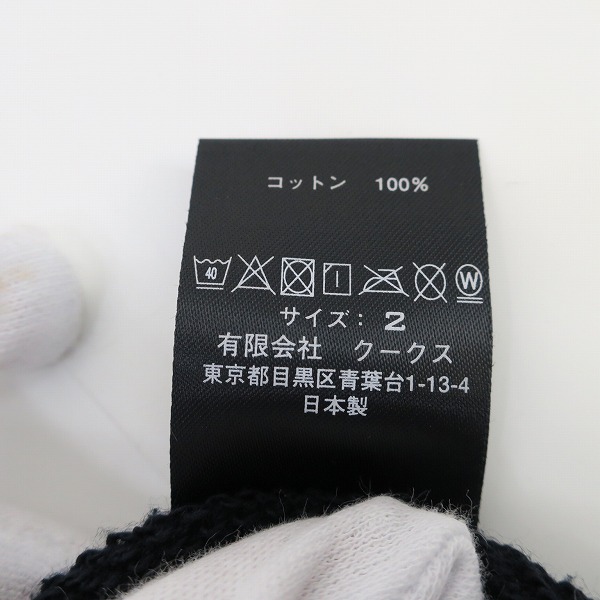 コットン 100%
40 W
サイズ: 2
有限会社 クークス
東京都目黒区青葉台1-13-4
日本製